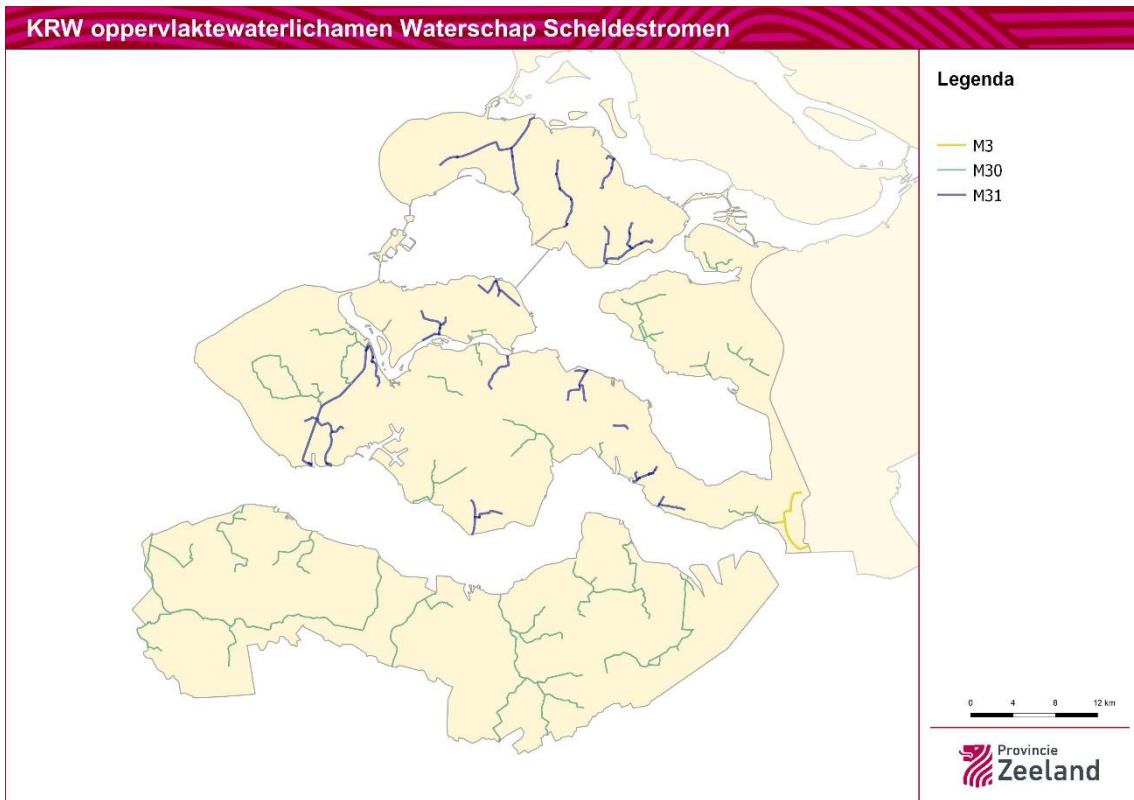 KRW oppervlaktewaterlichamen Waterschap Scheldestromen
Legenda
M3
M30
M31
0 4 8 12 km
Provincie
Zeeland